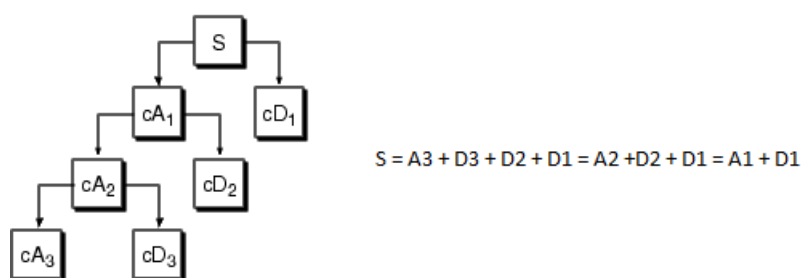 S
cA₁
cD₁
S = A3 + D3 + D2 + D1 = A2 +D2 + D1 = A1 + D1
cA₂
cD₂
cA₃
cD₃